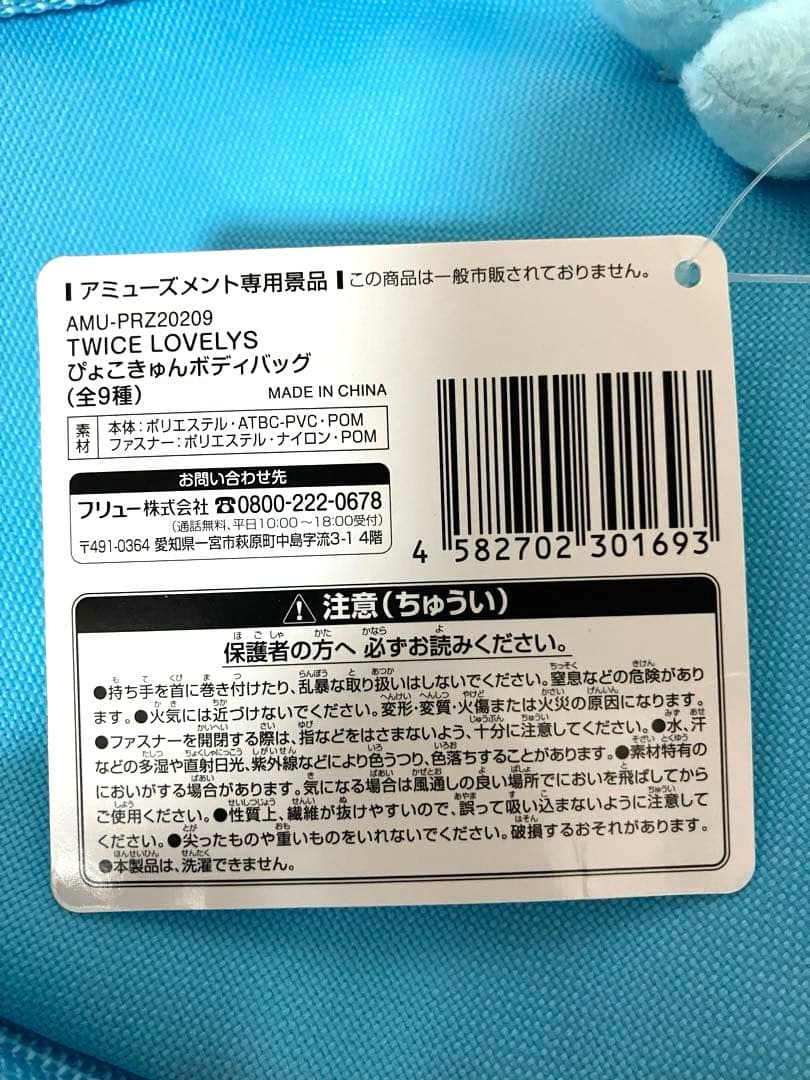 アミューズメント専用景品 この商品は一般市販されておりません。
AMU-PRZ20209
TWICE LOVELYS
ぴょこきゅんボディバッグ
(全9種) MADE IN CHINA
素材 本体:ポリエステル・ATBC-PVC・POM
ファスナー:ポリエステル・ナイロン・POM
お問い合わせ先
フリュー株式会社 ☎0800-222-0678
(通話無料、平日10:00~18:00受付)
〒491-0364 愛知県一宮市萩原町中島字流3-1 4階
4 582702 301693
⚠ 注意(ちゅうい)
保護者の方へ 必ずお読みください。
●持ち手を首に巻き付けたり、乱暴な取り扱いはしないでください。窒息などの危険があり
ます。●火気には近づけないでください。変形・変質・火傷または火災の原因になります。
●ファスナーを開閉する際は、指などをはさまないよう、十分に注意してください。●水、汗
などの多湿や直射日光、紫外線などにより色うつり、色落ちすることがあります。●素材特有の
においがする場合があります。気になる場合は風通しの良い場所でにおいを飛ばしてから
ご使用ください。●性質上、繊維が抜けやすいので、誤って吸い込まないように注意して
ください。●尖ったものや重いものをいれないでください。破損するおそれがあります。
●本製品は、洗濯できません。